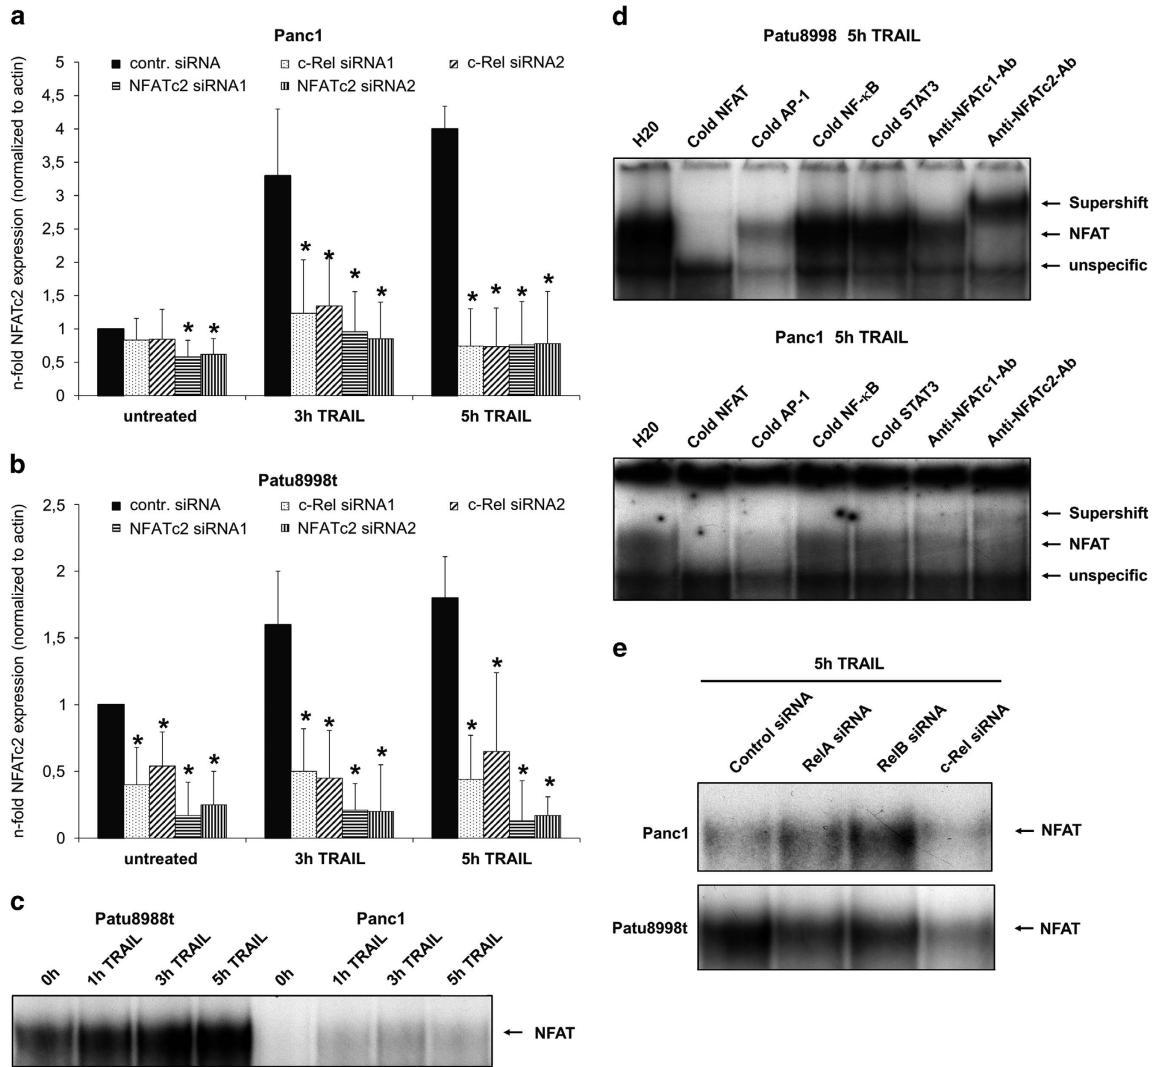 a
Panc1
contr. siRNA
c-Rel siRNA1
c-Rel siRNA2
NFATc2 siRNA1
NFATc2 siRNA2
n-fold NFATc2 expression (normalized to actin)
5
4,5
4
3,5
3
2,5
2
1,5
1
0,5
0
* *
* * * *
* * * *
untreated
3h TRAIL
5h TRAIL
b
Patu8998t
contr. siRNA
c-Rel siRNA1
c-Rel siRNA2
NFATc2 siRNA1
NFATc2 siRNA2
n-fold NFATc2 expression (normalized to actin)
2,5
2
1,5
1
0,5
0
* * * *
* * * *
* * * *
untreated
3h TRAIL
5h TRAIL
c
Patu8988t
Panc1
0h
1h TRAIL
3h TRAIL
5h TRAIL
0h
1h TRAIL
3h TRAIL
5h TRAIL
← NFAT
d
Patu8998 5h TRAIL
H20
Cold NFAT
Cold AP-1
Cold NF-κB
Cold STAT3
Anti-NFATc1-Ab
Anti-NFATc2-Ab
← Supershift
← NFAT
← unspecific
Panc1 5h TRAIL
H20
Cold NFAT
Cold AP-1
Cold NF-κB
Cold STAT3
Anti-NFATc1-Ab
Anti-NFATc2-Ab
← Supershift
← NFAT
← unspecific
e
5h TRAIL
Control siRNA
RelA siRNA
RelB siRNA
c-Rel siRNA
Panc1
← NFAT
Patu8998t
← NFAT